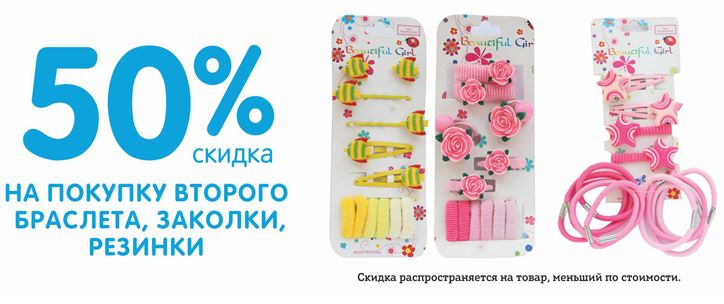 50%
скидка
НА ПОКУПКУ ВТОРОГО
БРАСЛЕТА, ЗАКОЛКИ,
РЕЗИНКИ
Beautiful Girl
Beautiful Girl
Beautiful Girl
Скидка распространяется на товар, меньший по стоимости.